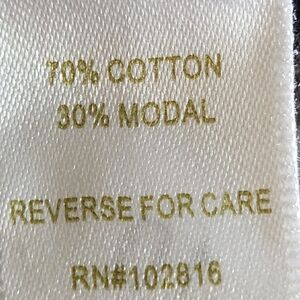 70% COTTON
30% MODAL
REVERSE FOR CARE
RN#102816